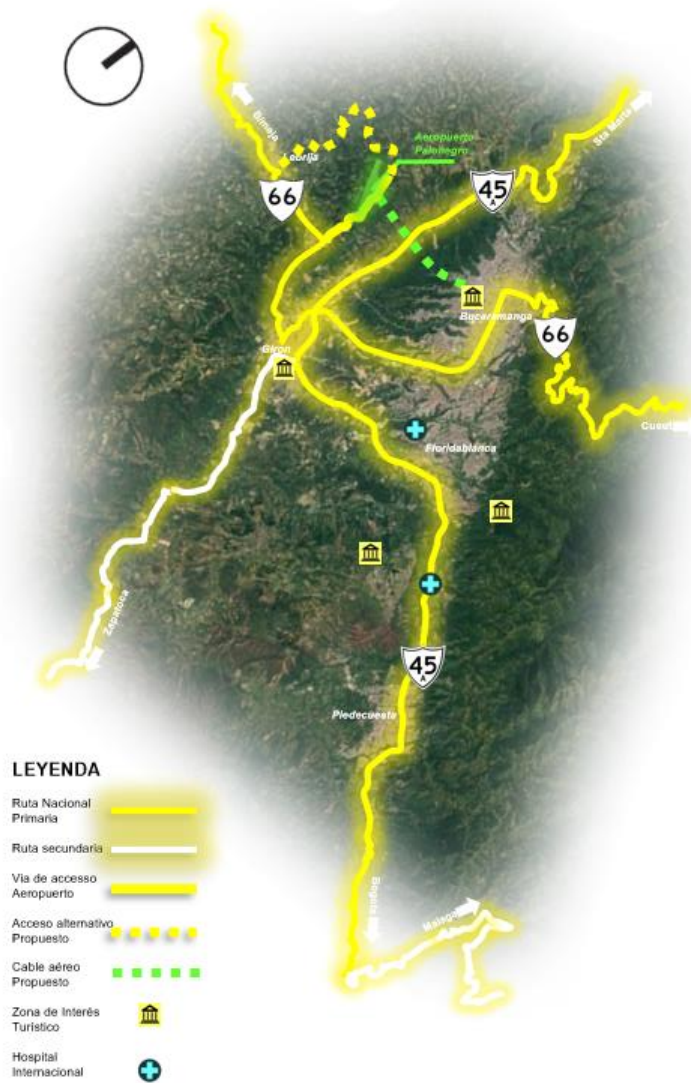 Bmeja
Lebrija
Aeropuerto
Palonegro
Sta Marta
66
45
A
Bucaramanga
66
Giron
Cucuta
Floridablanca
Zapatoca
45
A
Piedecuesta
Bogota
Malaga
LEYENDA
Ruta Nacional
Primaria
Ruta secundaria
Via de accesso
Aeropuerto
Acceso alternativo
Propuesto
Cable aéreo
Propuesto
Zona de Interés
Turístico
Hospital
Internacional